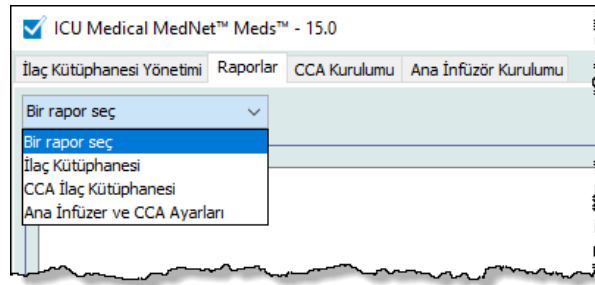 ICU Medical MedNet™ Meds™ - 15.0
İlaç Kütüphanesi Yönetimi Raporlar CCA Kurulumu Ana İnfüzör Kurulumu
Bir rapor seç
Bir rapor seç
İlaç Kütüphanesi
CCA İlaç Kütüphanesi
Ana İnfüzer ve CCA Ayarları